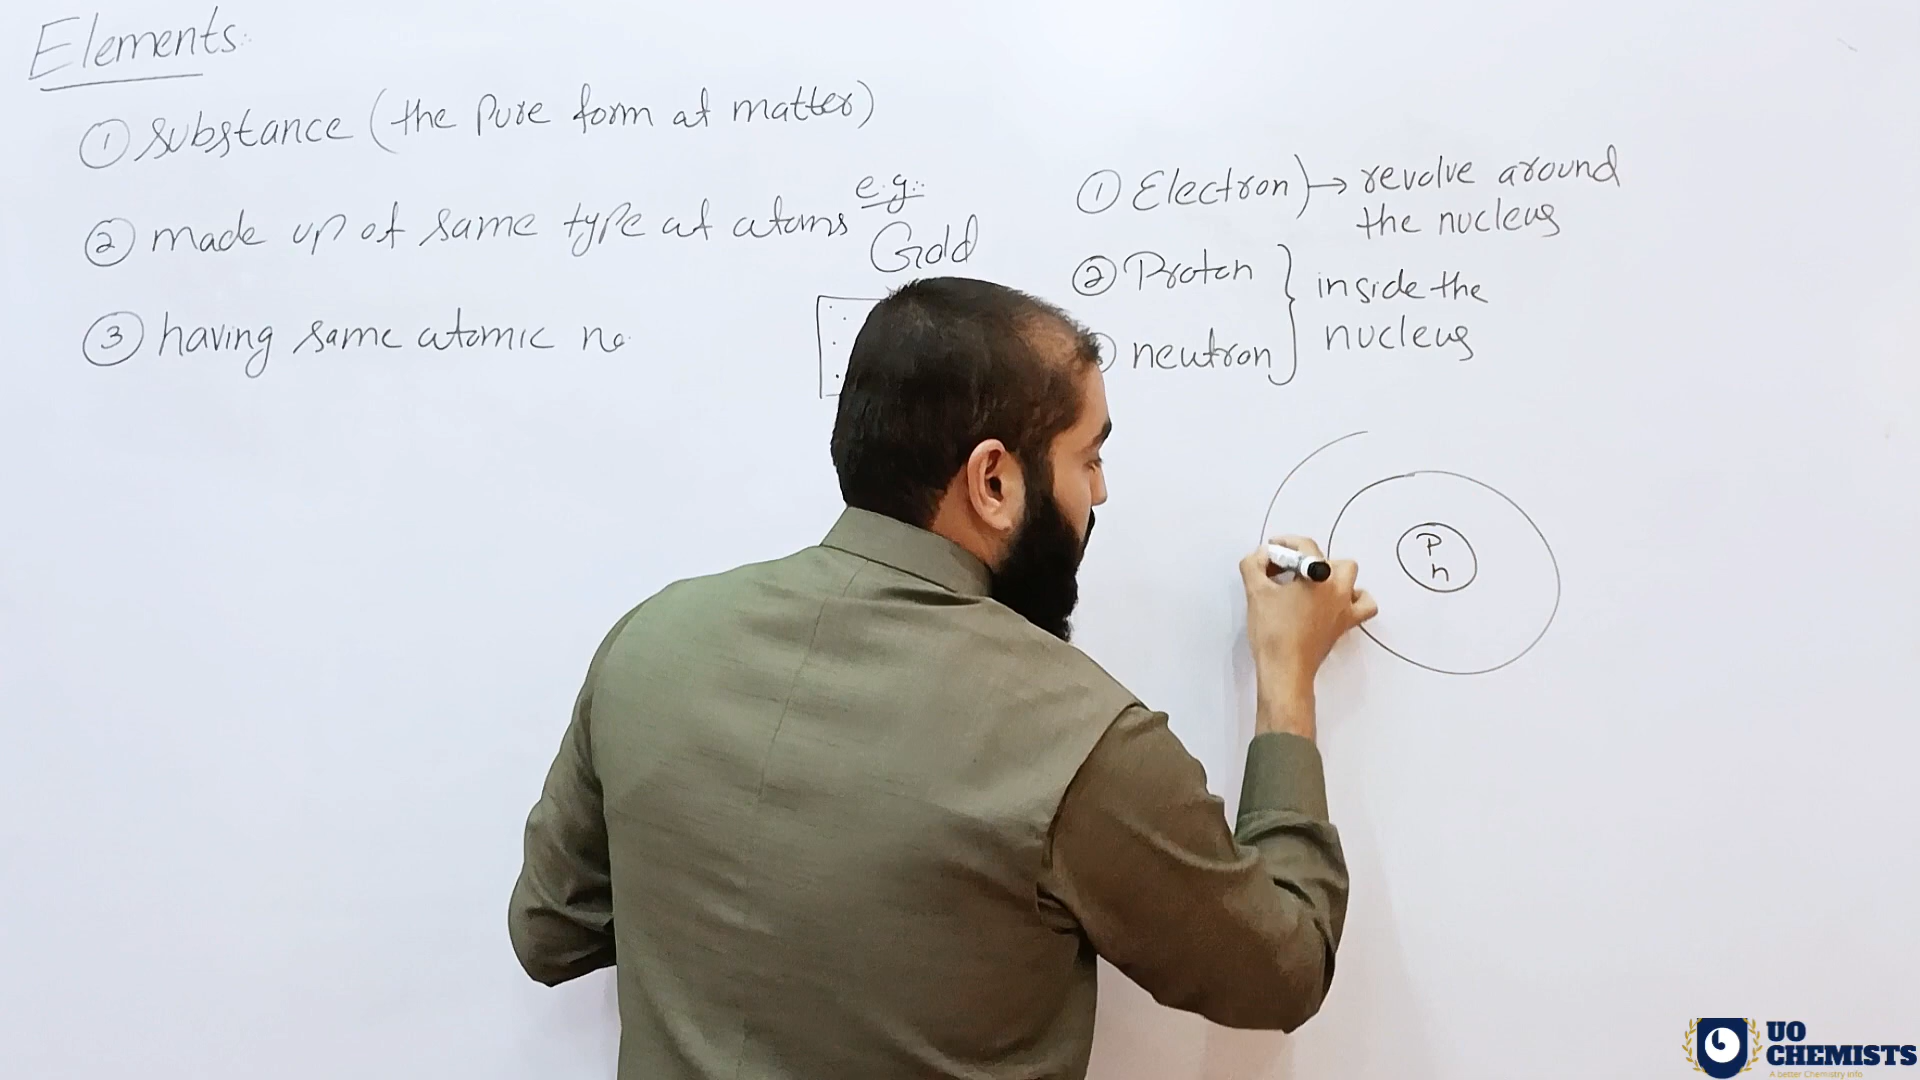 Elements:
① Substance (the pure form of matter)
② made up of same type of atoms
e.g.:
Gold
③ having same atomic no.
① Electron → revolve around
the nucleus
② Proton
neutron
inside the
nucleus
P
n
UO
CHEMISTS
A better Chemistry info